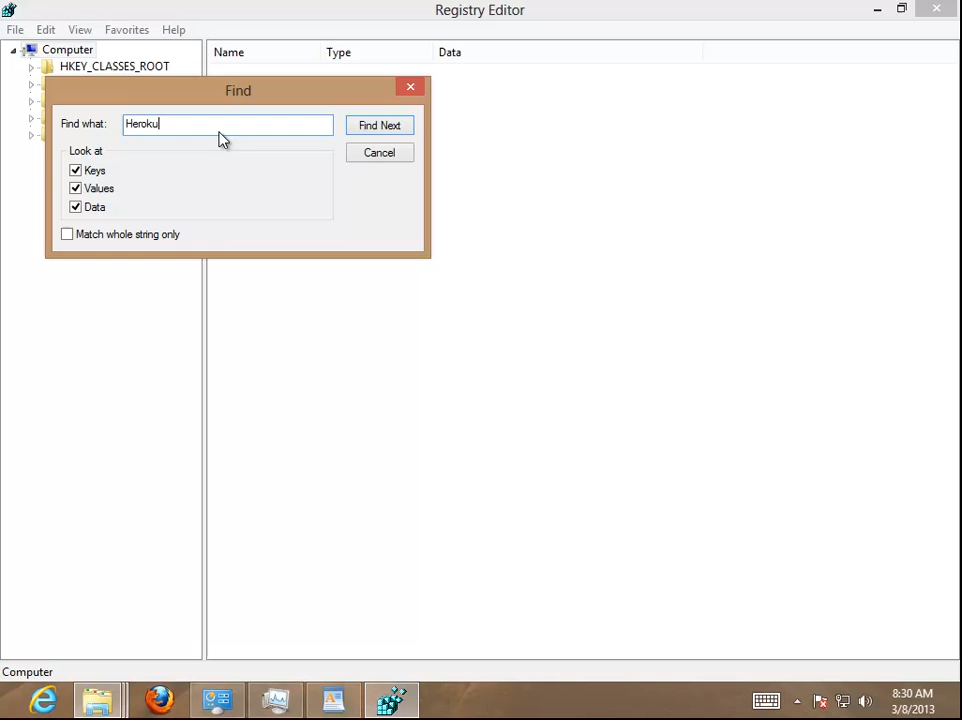 Registry Editor
File Edit View Favorites Help
Computer
HKEY_CLASSES_ROOT
Name Type Data
Find
Find what: Heroku
Find Next
Look at
Cancel
Keys
Values
Data
Match whole string only
Computer
8:30 AM
3/8/2013